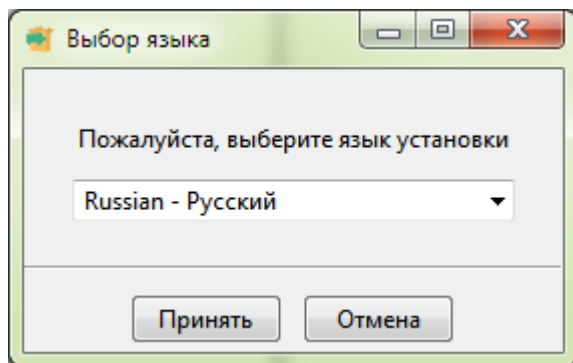 Выбор языка
Пожалуйста, выберите язык установки
Russian - Русский
Принять
Отмена